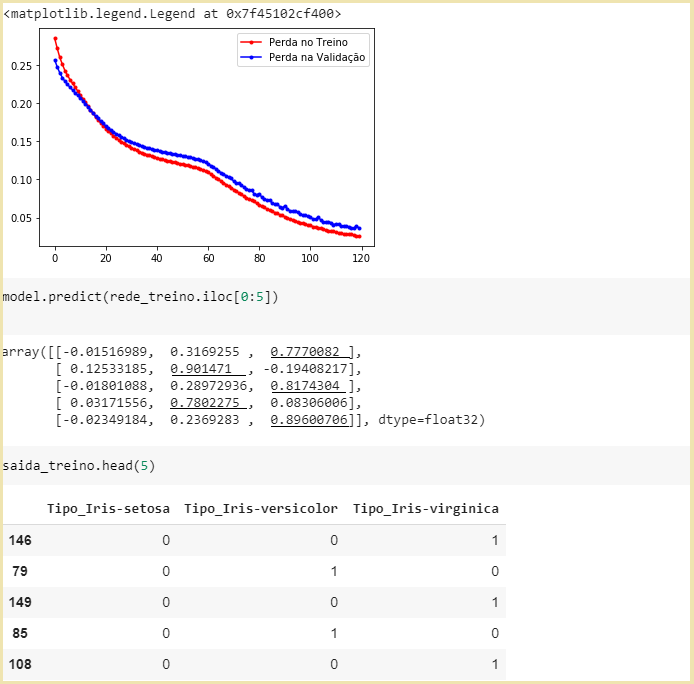 <matplotlib.legend.Legend at 0x7f45102cf400>
Perda no Treino
Perda na Validação
0.25
0.20
0.15
0.10
0.05
0 20 40 60 80 100 120
model.predict(rede_treino.iloc[0:5])
array([[-0.01516989, 0.3169255 , 0.7770082 ],
[ 0.12533185, 0.901471 , -0.19408217],
[-0.01801088, 0.28972936, 0.8174304 ],
[ 0.03171556, 0.7802275 , 0.08306006],
[-0.02349184, 0.2369283 , 0.89600706]], dtype=float32)
saida_treino.head(5)
Tipo_Iris-setosa Tipo_Iris-versicolor Tipo_Iris-virginica
146 0 0 1
79 0 1 0
149 0 0 1
85 0 1 0
108 0 0 1